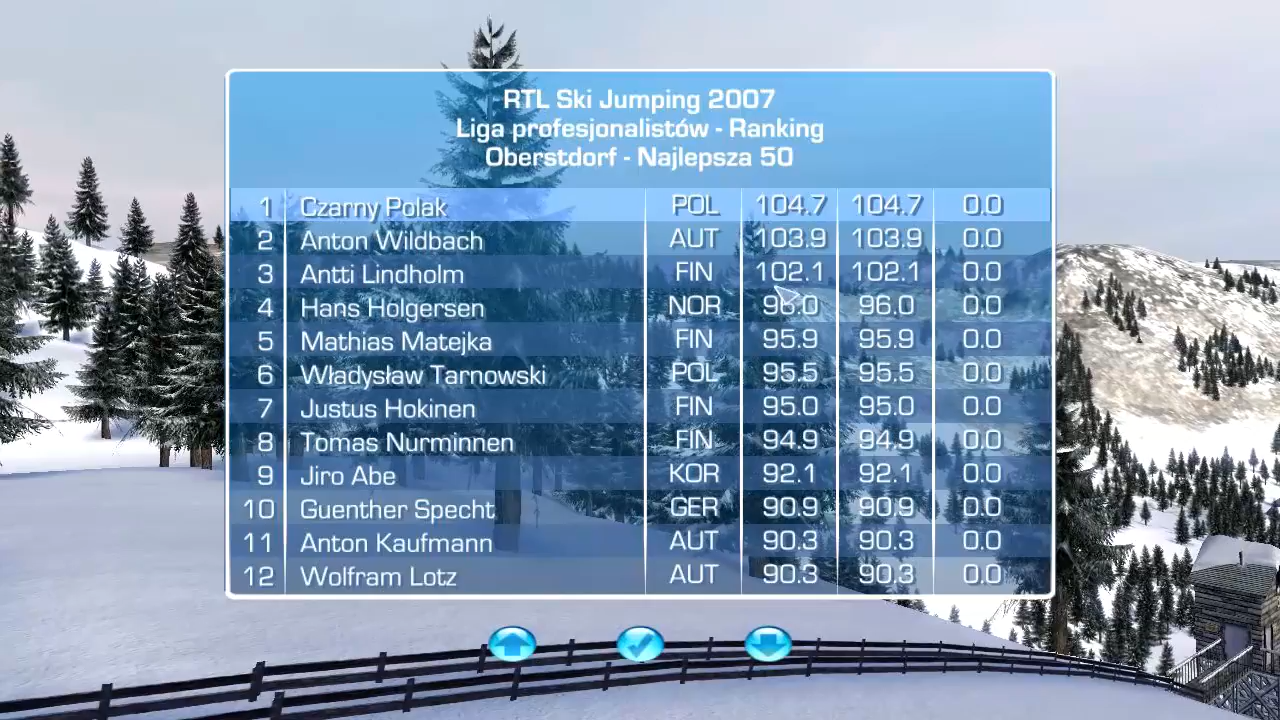 RTL Ski Jumping 2007
Liga profesjonalistów - Ranking
Oberstdorf - Najlepsza 50
1 Czarny Polak POL 104.7 104.7 0.0
2 Anton Wildbach AUT 103.9 103.9 0.0
3 Antti Lindholm FIN 102.1 102.1 0.0
4 Hans Holgersen NOR 96.0 96.0 0.0
5 Mathias Matejka FIN 95.9 95.9 0.0
6 Władysław Tarnowski POL 95.5 95.5 0.0
7 Justus Hokinen FIN 95.0 95.0 0.0
8 Tomas Nurminnen FIN 94.9 94.9 0.0
9 Jiro Abe KOR 92.1 92.1 0.0
10 Guenther Specht GER 90.9 90.9 0.0
11 Anton Kaufmann AUT 90.3 90.3 0.0
12 Wolfram Lotz AUT 90.3 90.3 0.0